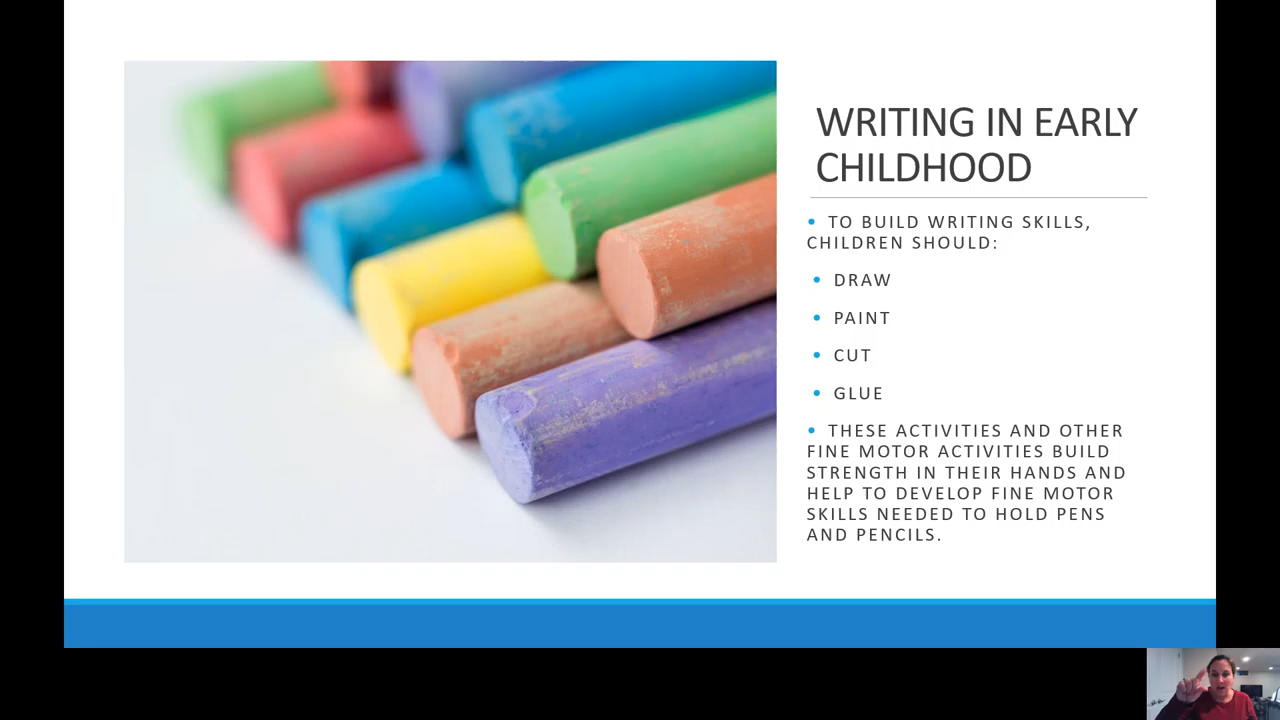 WRITING IN EARLY
CHILDHOOD
• TO BUILD WRITING SKILLS,
CHILDREN SHOULD:
• DRAW
• PAINT
• CUT
• GLUE
• THESE ACTIVITIES AND OTHER
FINE MOTOR ACTIVITIES BUILD
STRENGTH IN THEIR HANDS AND
HELP TO DEVELOP FINE MOTOR
SKILLS NEEDED TO HOLD PENS
AND PENCILS.